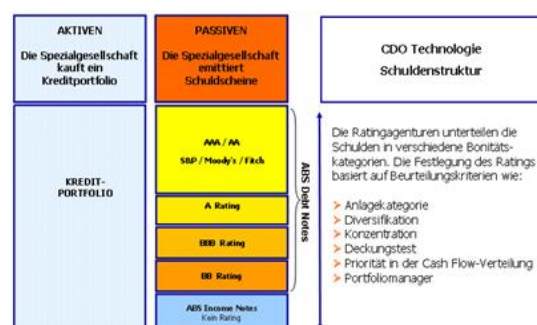 AKTIVEN
Die Spezialgesellschaft
kauft ein
Kreditportfolio
PASSIVEN
Die Spezialgesellschaft
emittiert
Schuldscheine
CDO Technologie
Schuldenstruktur
KREDIT-
PORTFOLIO
AAA / AA
S&P / Moody's / Fitch
A Rating
BBB Rating
BB Rating
ABS Income Notes
Kein Rating
ABS Debt Notes
Die Ratingagenturen unterteilen die
Schulden in verschiedene Bonitäts-
kategorien. Die Festlegung des Ratings
basiert auf Beurteilungskriterien wie:
➢ Anlagekategorie
➢ Diversifikation
➢ Konzentration
➢ Deckungstest
➢ Priorität in der Cash Flow-Verteilung
➢ Portfoliomanager